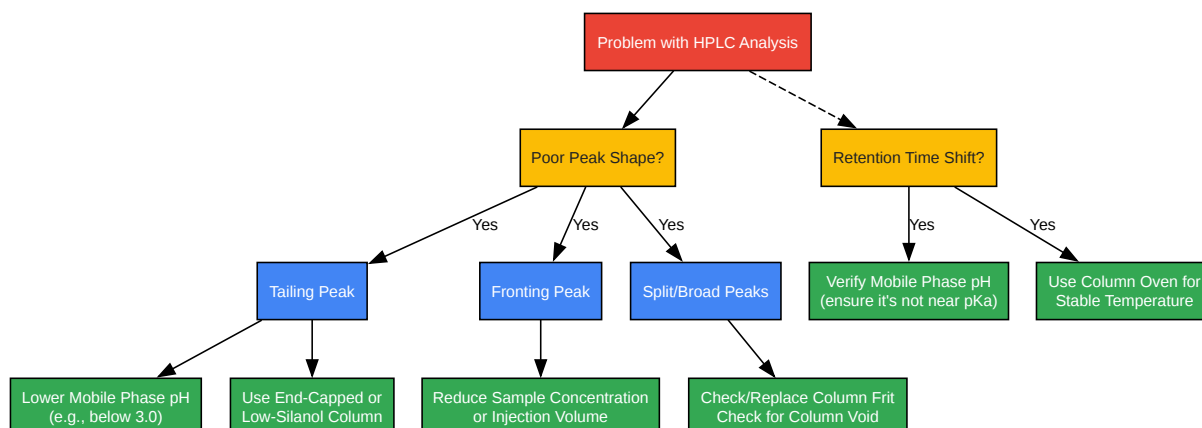 Problem with HPLC Analysis
Poor Peak Shape?
Retention Time Shift?
Yes
Yes
Yes
Yes
Yes
Tailing Peak
Fronting Peak
Split/Broad Peaks
Verify Mobile Phase pH
(ensure it's not near pKa)
Use Column Oven for
Stable Temperature
Lower Mobile Phase pH
(e.g., below 3.0)
Use End-Capped or
Low-Silanol Column
Reduce Sample Concentration
or Injection Volume
Check/Replace Column Frit
Check for Column Void